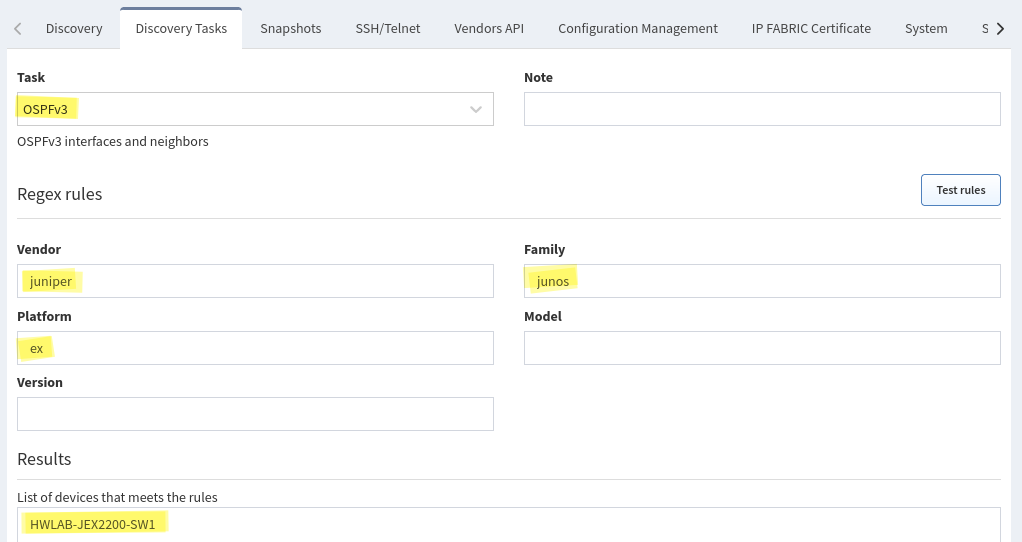 Discovery
Discovery Tasks
Snapshots
SSH/Telnet
Vendors API
Configuration Management
IP FABRIC Certificate
System
S
Task
Note
OSPFv3
OSPFv3 interfaces and neighbors
Regex rules
Test rules
Vendor
Family
juniper
junos
Platform
Model
ex
Version
Results
List of devices that meets the rules
HWLAB-JEX2200-SW1